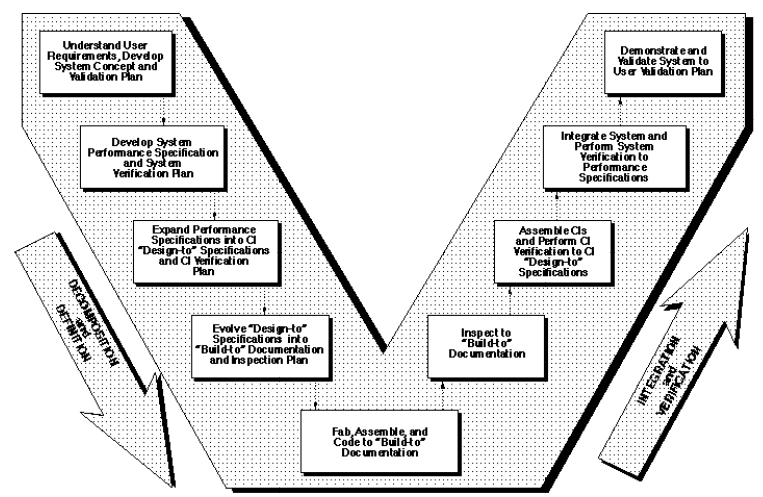 Understand User
Requirements, Develop
System Concept and
Validation Plan
Develop System
Performance Specification
and System
Verification Plan
Expand Performance
Specifications into CI
"Design-to" Specifications
and CI Verification
Plan
Evolve "Design-to"
Specifications into
"Build-to" Documentation
and Inspection Plan
Fab, Assemble, and
Code to "Build-to"
Documentation
Inspect to
"Build-to"
Documentation
Assemble CIs
and Perform CI
Verification to CI
"Design-to"
Specifications
Integrate System and
Perform System
Verification to
Performance
Specifications
Demonstrate and
Validate System to
User Validation Plan
DECOMPOSITION
and
DEFINITION
INTEGRATION
and
VERIFICATION